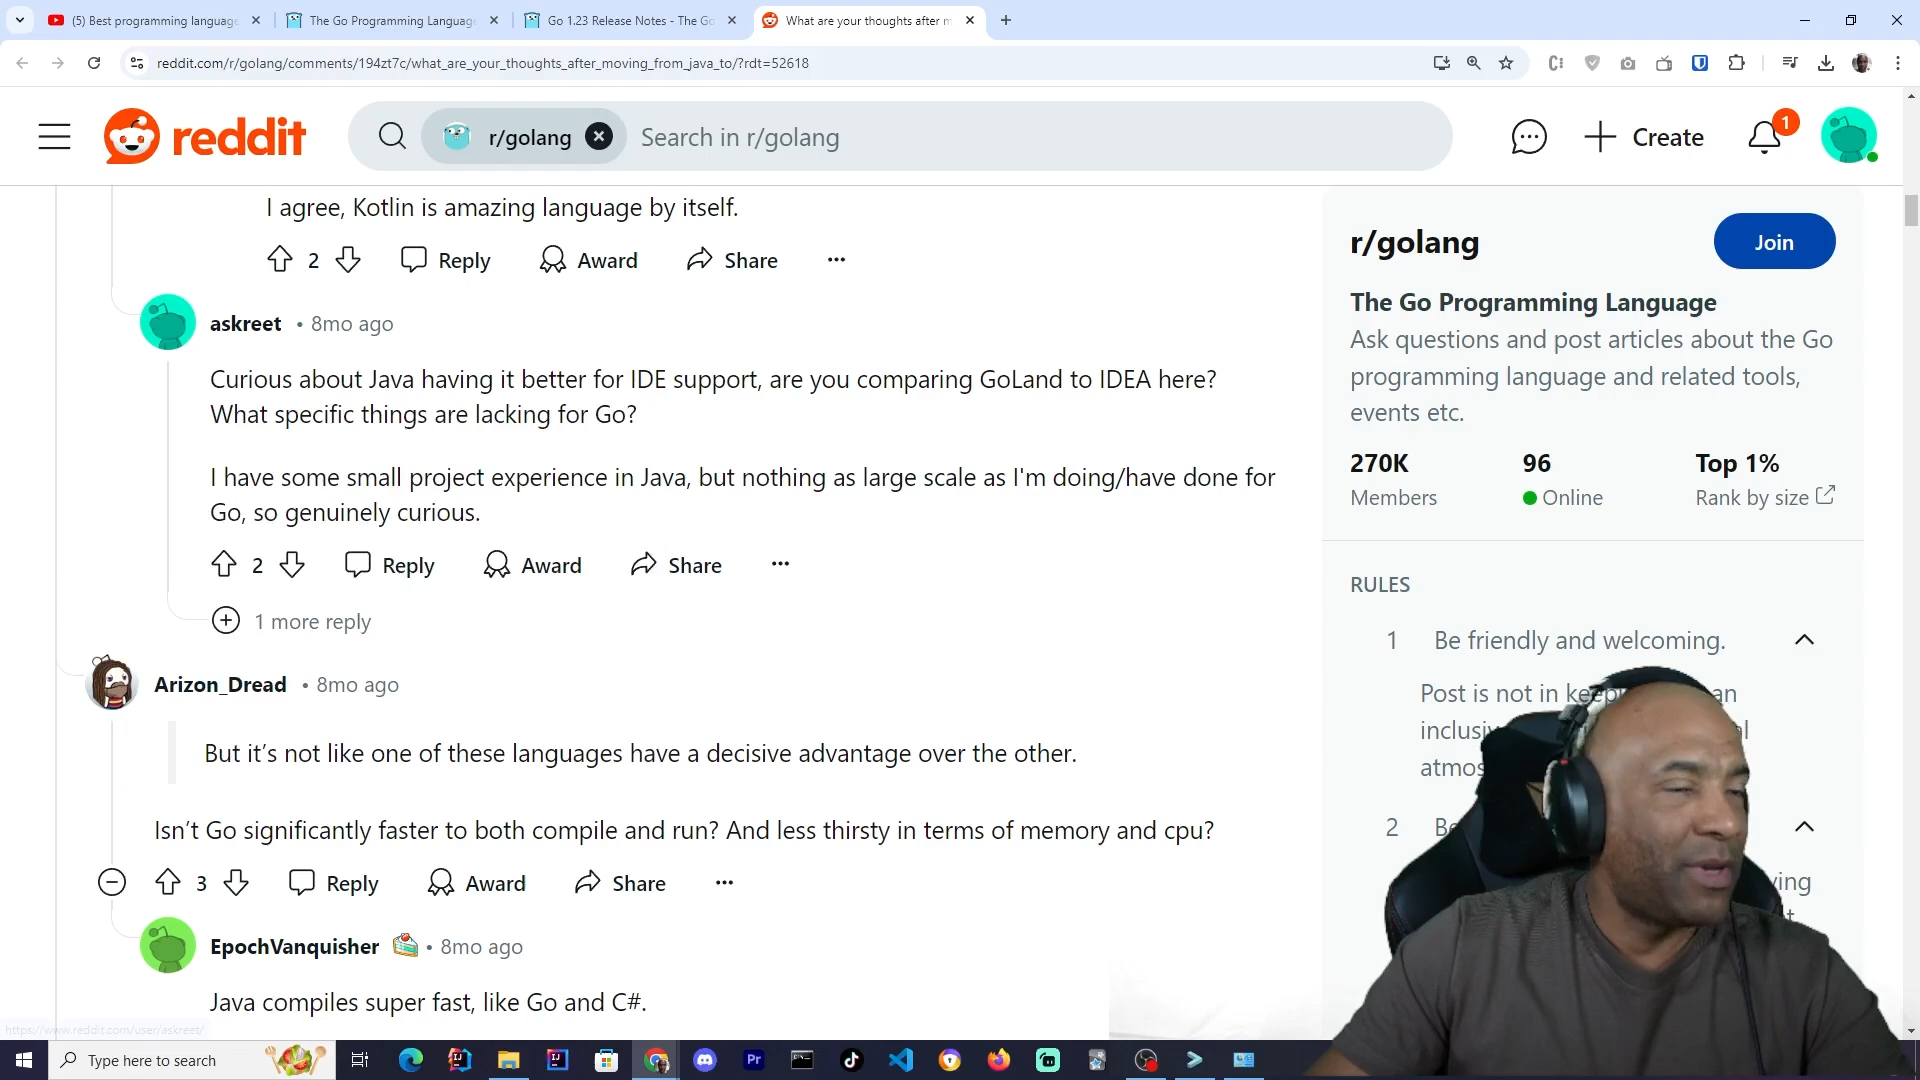 (5) Best programming language
The Go Programming Language
Go 1.23 Release Notes - The Go
What are your thoughts after m
reddit.com/r/golang/comments/194zt7c/what_are_your_thoughts_after_moving_from_java_to/?rdt=52618
reddit
r/golang
Search in r/golang
Create
1
I agree, Kotlin is amazing language by itself.
2 Reply Award Share
askreet • 8mo ago
Curious about Java having it better for IDE support, are you comparing GoLand to IDEA here?
What specific things are lacking for Go?
I have some small project experience in Java, but nothing as large scale as I'm doing/have done for
Go, so genuinely curious.
2 Reply Award Share
1 more reply
Arizon_Dread • 8mo ago
But it’s not like one of these languages have a decisive advantage over the other.
Isn’t Go significantly faster to both compile and run? And less thirsty in terms of memory and cpu?
3 Reply Award Share
EpochVanquisher • 8mo ago
Java compiles super fast, like Go and C#.
https://www.reddit.com/user/askreet/
r/golang
Join
The Go Programming Language
Ask questions and post articles about the Go
programming language and related tools,
events etc.
270K 96 Top 1%
Members Online Rank by size
RULES
1 Be friendly and welcoming.
Post is not in
2
Type here to search
Pr